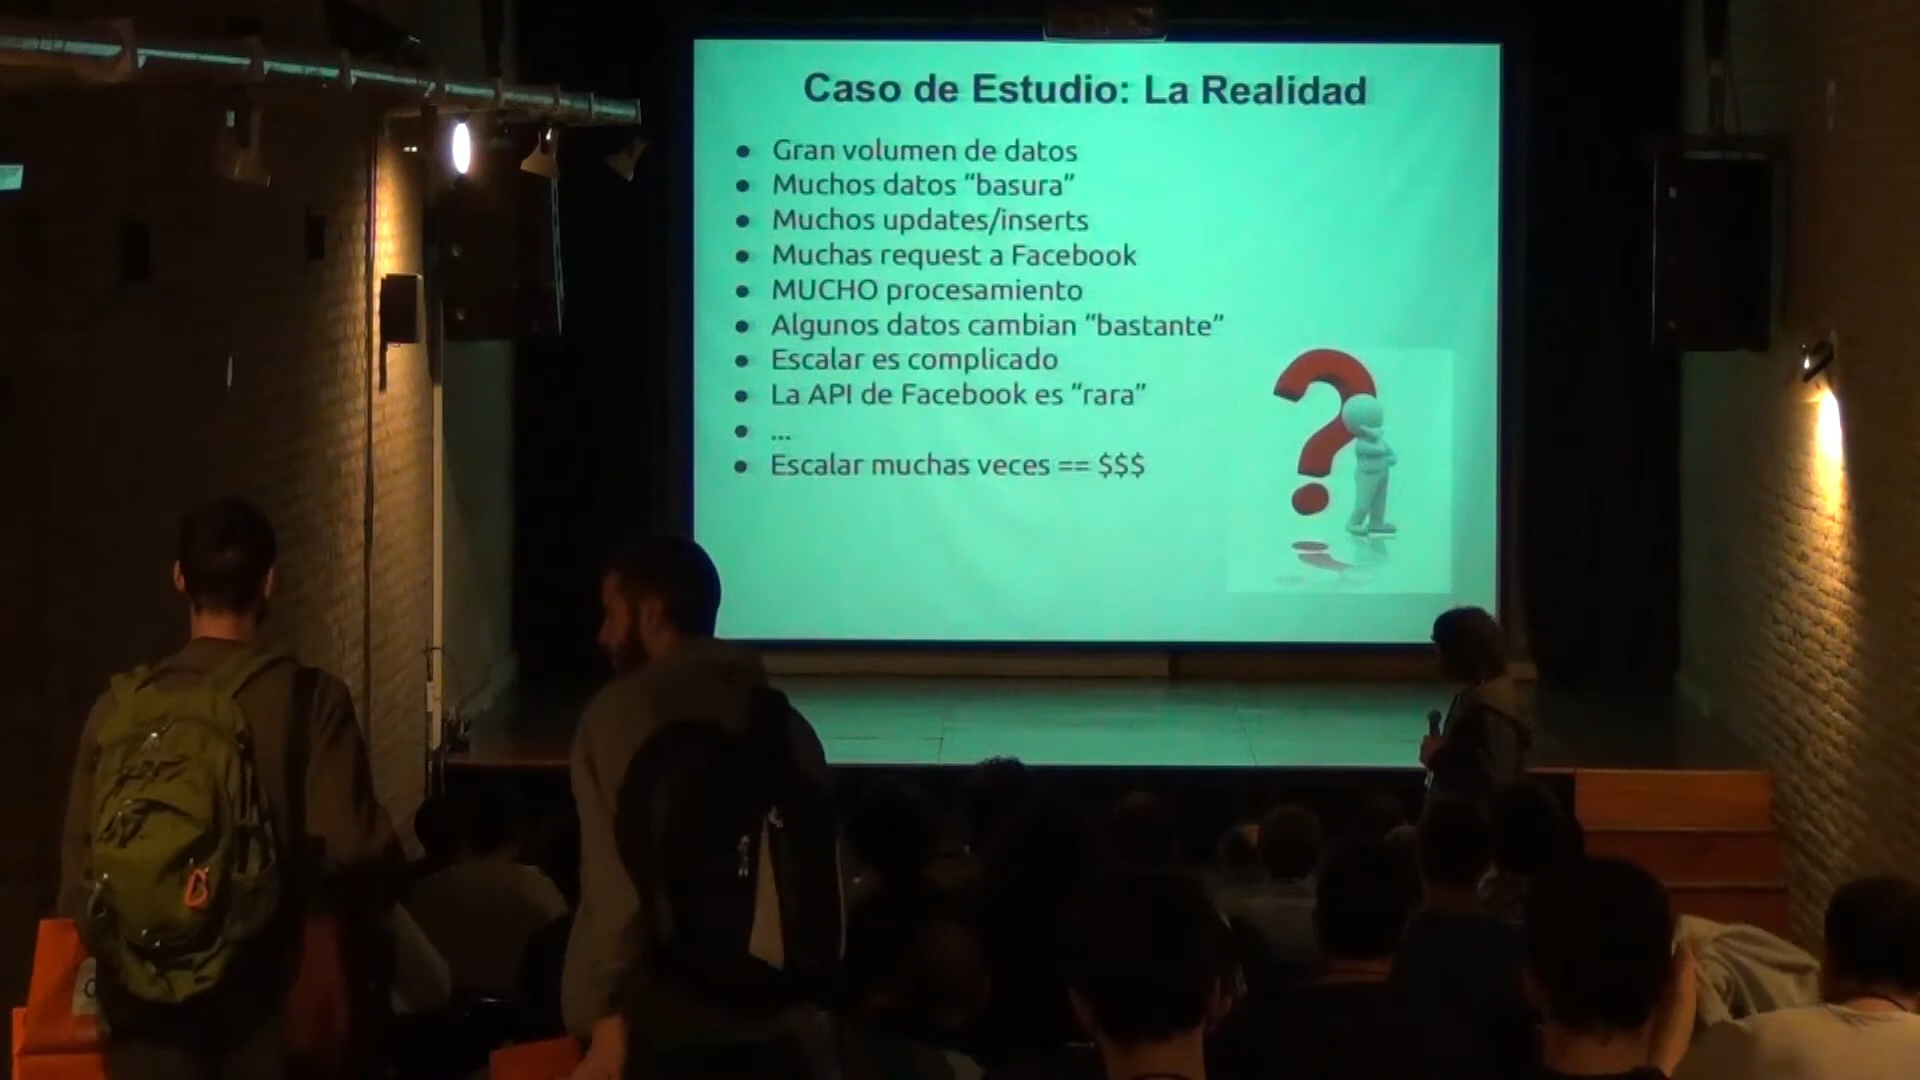 Caso de Estudio: La Realidad
● Gran volumen de datos
● Muchos datos “basura”
● Muchos updates/inserts
● Muchas request a Facebook
● MUCHO procesamiento
● Algunos datos cambian “bastante”
● Escalar es complicado
● La API de Facebook es “rara”
● ...
● Escalar muchas veces == $$$